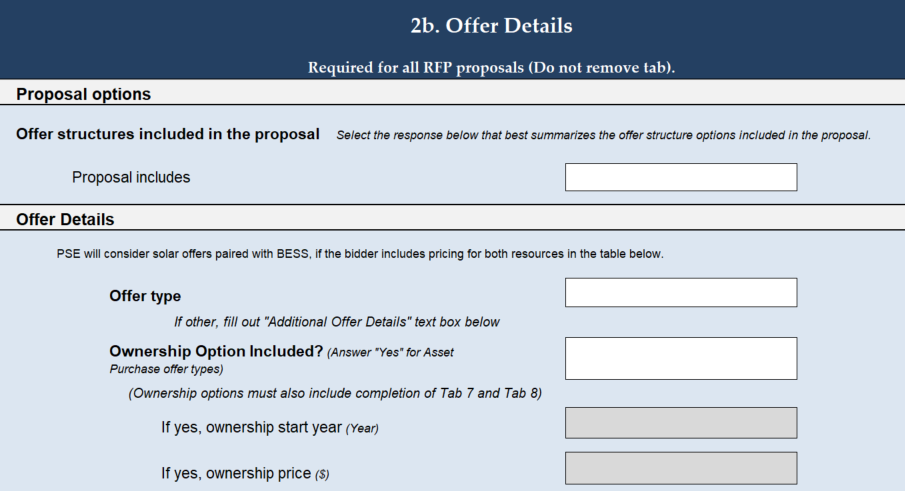 2b. Offer Details
Required for all RFP proposals (Do not remove tab).
Proposal options
Offer structures included in the proposal Select the response below that best summarizes the offer structure options included in the proposal.
Proposal includes
Offer Details
PSE will consider solar offers paired with BESS, if the bidder includes pricing for both resources in the table below.
Offer type
If other, fill out "Additional Offer Details" text box below
Ownership Option Included? (Answer "Yes" for Asset
Purchase offer types)
(Ownership options must also include completion of Tab 7 and Tab 8)
If yes, ownership start year (Year)
If yes, ownership price ($)